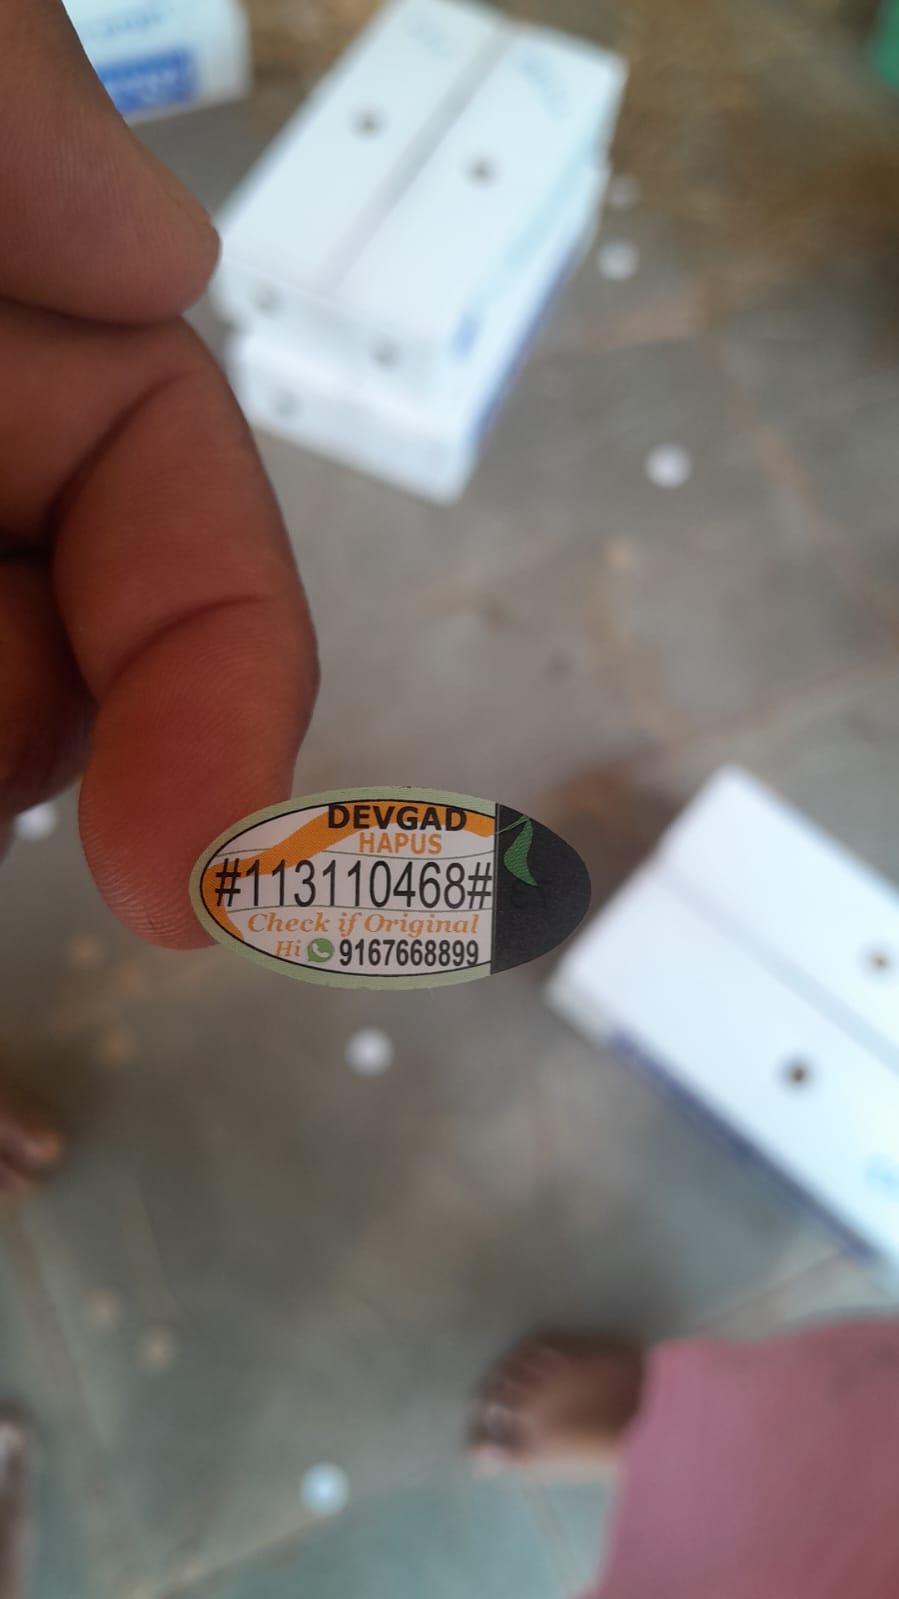 DEVGAD
HAPUS
#113110468#
Check if Original
Hi 9167668899